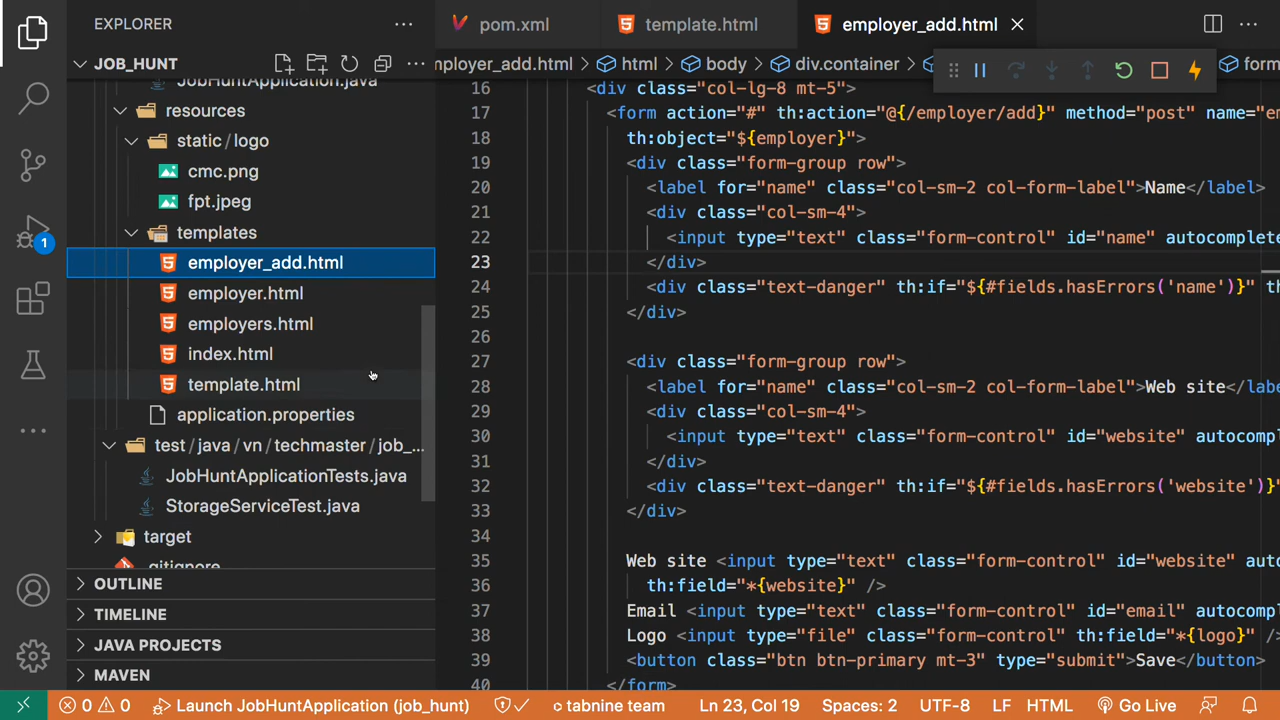 EXPLORER
JOB_HUNT
JobHuntApplication.java
resources
static / logo
cmc.png
fpt.jpeg
templates
employer_add.html
employer.html
employers.html
index.html
template.html
application.properties
test / java / vn / techmaster / job_...
JobHuntApplicationTests.java
StorageServiceTest.java
target
.gitignore
OUTLINE
TIMELINE
JAVA PROJECTS
MAVEN
1
pom.xml
template.html
employer_add.html
mployer_add.html > html > body > div.container > form
16 <div class="col-lg-8 mt-5">
17 <form action="#" th:action="@{/employer/add}" method="post" name="em
18 th:object="${employer}">
19 <div class="form-group row">
20 <label for="name" class="col-sm-2 col-form-label">Name</label>
21 <div class="col-sm-4">
22 <input type="text" class="form-control" id="name" autocomplete
23 </div>
24 <div class="text-danger" th:if="${#fields.hasErrors('name')}" th
25 </div>
26
27 <div class="form-group row">
28 <label for="name" class="col-sm-2 col-form-label">Web site</lab
29 <div class="col-sm-4">
30 <input type="text" class="form-control" id="website" autocompl
31 </div>
32 <div class="text-danger" th:if="${#fields.hasErrors('website')}"
33 </div>
34
35 Web site <input type="text" class="form-control" id="website" auto
36 th:field="*{website}" />
37 Email <input type="text" class="form-control" id="email" autocomp
38 Logo <input type="file" class="form-control" th:field="*{logo}" />
39 <button class="btn btn-primary mt-3" type="submit">Save</button>
40 </form>
0 0 Launch JobHuntApplication (job_hunt) tabnine team Ln 23, Col 19 Spaces: 2 UTF-8 LF HTML Go Live